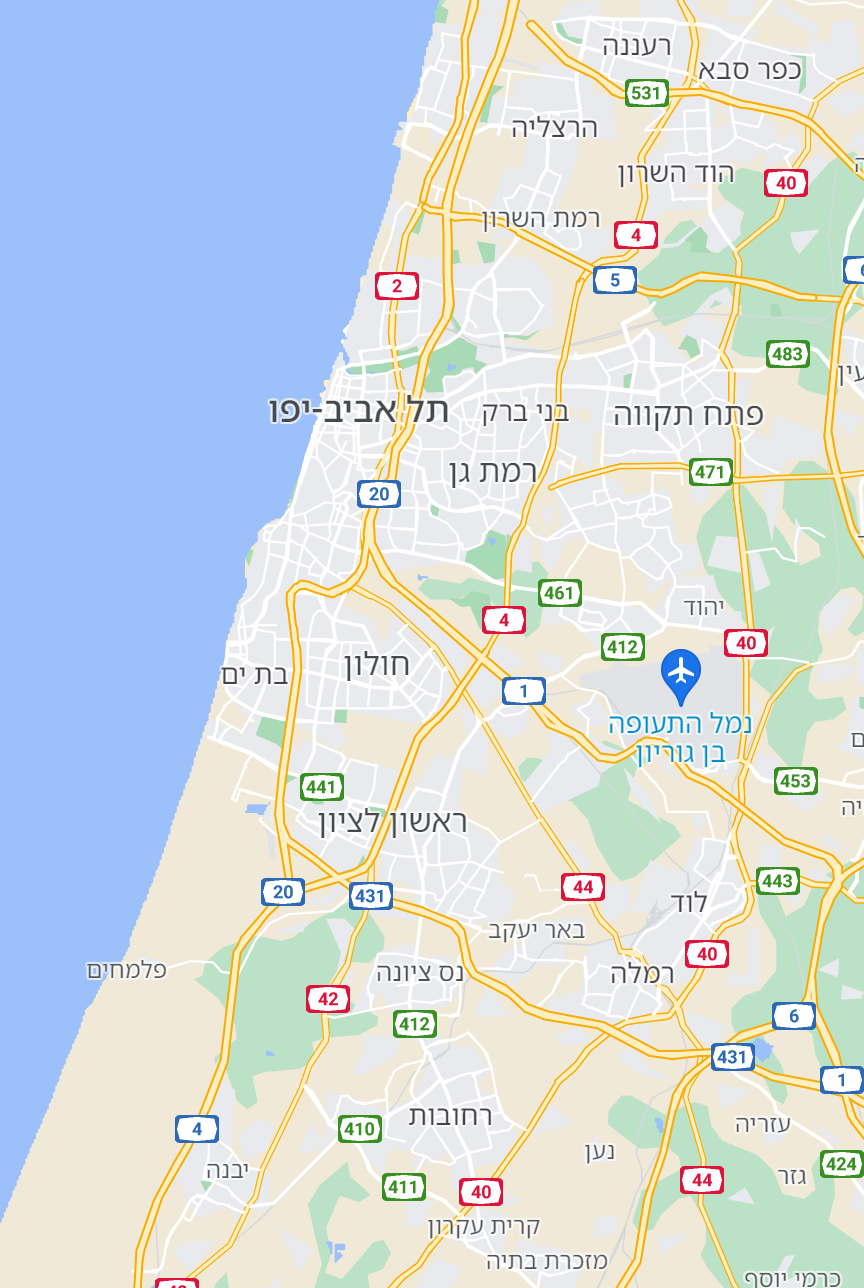 רעננה
כפר סבא
531
הרצליה
הוד השרון
40
רמת השרון
4
5
2
483
תל אביב-יפו
בני ברק
פתח תקווה
רמת גן
471
20
461
יהוד
4
412
40
חולון
בת ים
1
נמל התעופה
בן גוריון
453
441
ראשון לציון
443
44
20
431
לוד
באר יעקב
40
פלמחים
נס ציונה
רמלה
42
6
412
431
1
רחובות
410
4
עזריה
נען
424
יבנה
גזר
44
411
40
קרית עקרון
מזכרת בתיה
כרמי יוסף